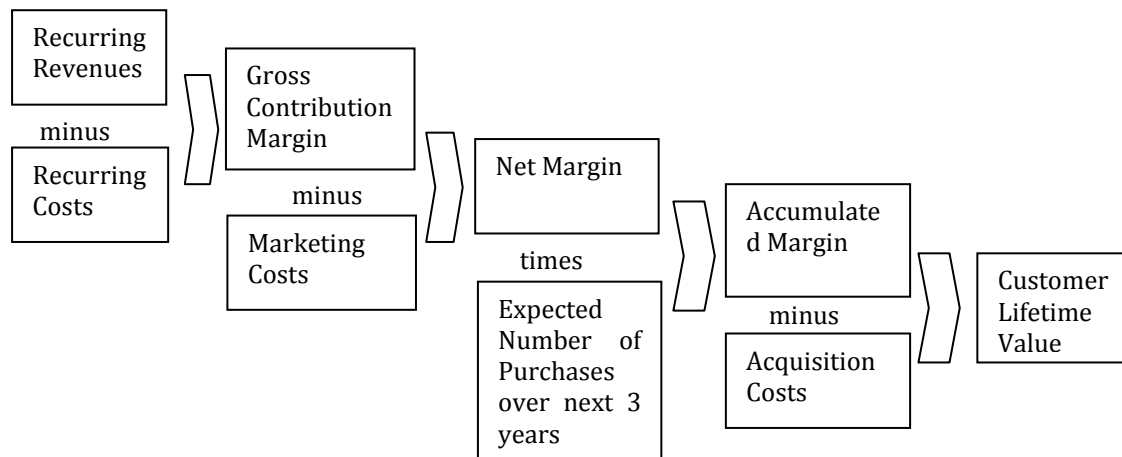 Recurring
Revenues
minus
Recurring
Costs
Gross
Contribution
Margin
minus
Marketing
Costs
Net Margin
times
Expected
Number of
Purchases
over next 3
years
Accumulate
d Margin
minus
Acquisition
Costs
Customer
Lifetime
Value